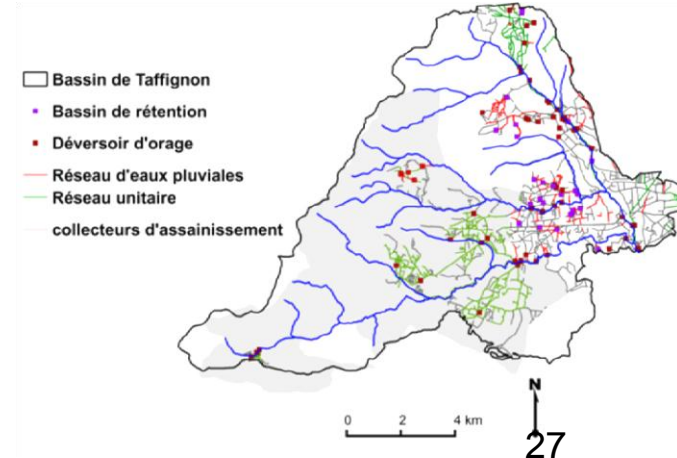 Bassin de Taffignon
Bassin de rétention
Déversoir d'orage
Réseau d'eaux pluviales
Réseau unitaire
collecteurs d'assainissement
N
0 2 4 km
27